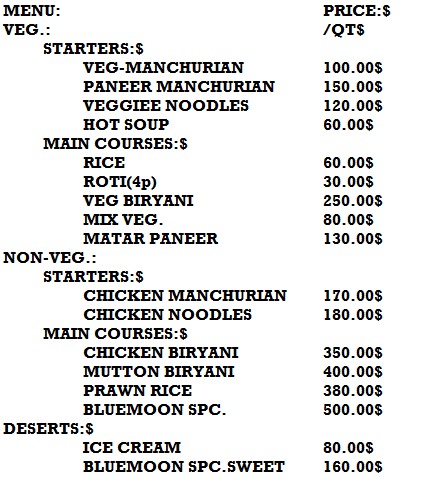 MENU: PRICE:$
VEG.: /QT$
STARTERS:$
VEG-MANCHURIAN 100.00$
PANEER MANCHURIAN 150.00$
VEGGIEE NOODLES 120.00$
HOT SOUP 60.00$
MAIN COURSES:$
RICE 60.00$
ROTI(4p) 30.00$
VEG BIRYANI 250.00$
MIX VEG. 80.00$
MATAR PANEER 130.00$
NON-VEG.:
STARTERS:$
CHICKEN MANCHURIAN 170.00$
CHICKEN NOODLES 180.00$
MAIN COURSES:$
CHICKEN BIRYANI 350.00$
MUTTON BIRYANI 400.00$
PRAWN RICE 380.00$
BLUEMOON SPC. 500.00$
DESERTS:$
ICE CREAM 80.00$
BLUEMOON SPC.SWEET 160.00$